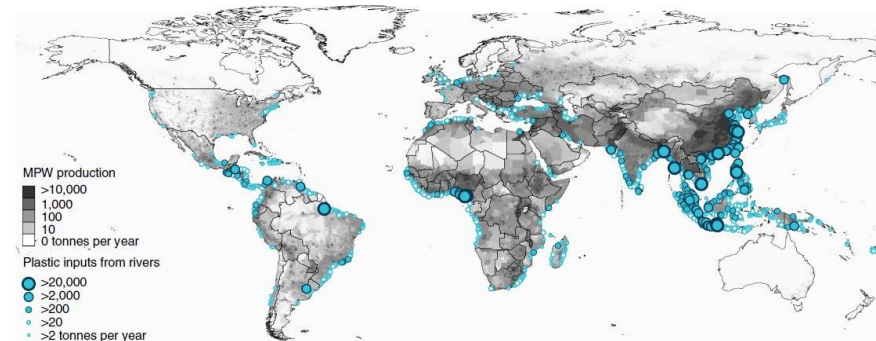 MPW production
>10,000
1,000
100
10
0 tonnes per year
Plastic inputs from rivers
>20,000
>2,000
>200
>20
>2 tonnes per year